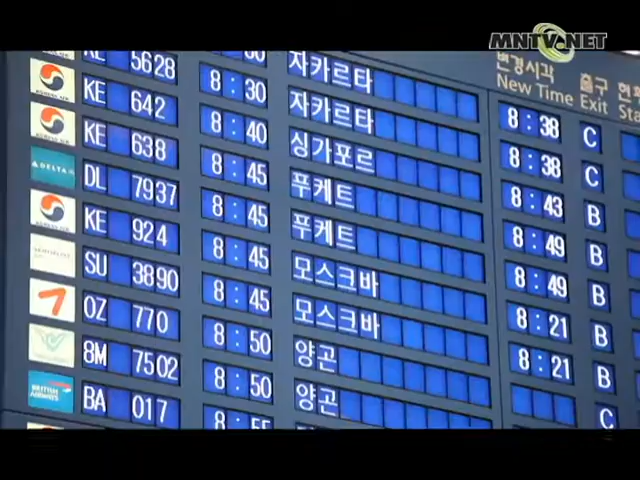 MNTV.NET
변경시각 출구
New Time Exit
30 자카르타 8:38 C
KE 5628 8:30 자카르타 8:38 C
KE 642 8:40 싱가포르 8:43 B
KE 638 8:45 푸케트 8:49 B
DELTA DL 7937 8:45 푸케트 8:49 B
KE 924 8:45 모스크바 8:21 B
SU 3890 8:45 모스크바 8:21 B
OZ 770 8:50 양곤 C
8M 7502 8:50 양곤
BRITISH AIRWAYS BA 017 8:55